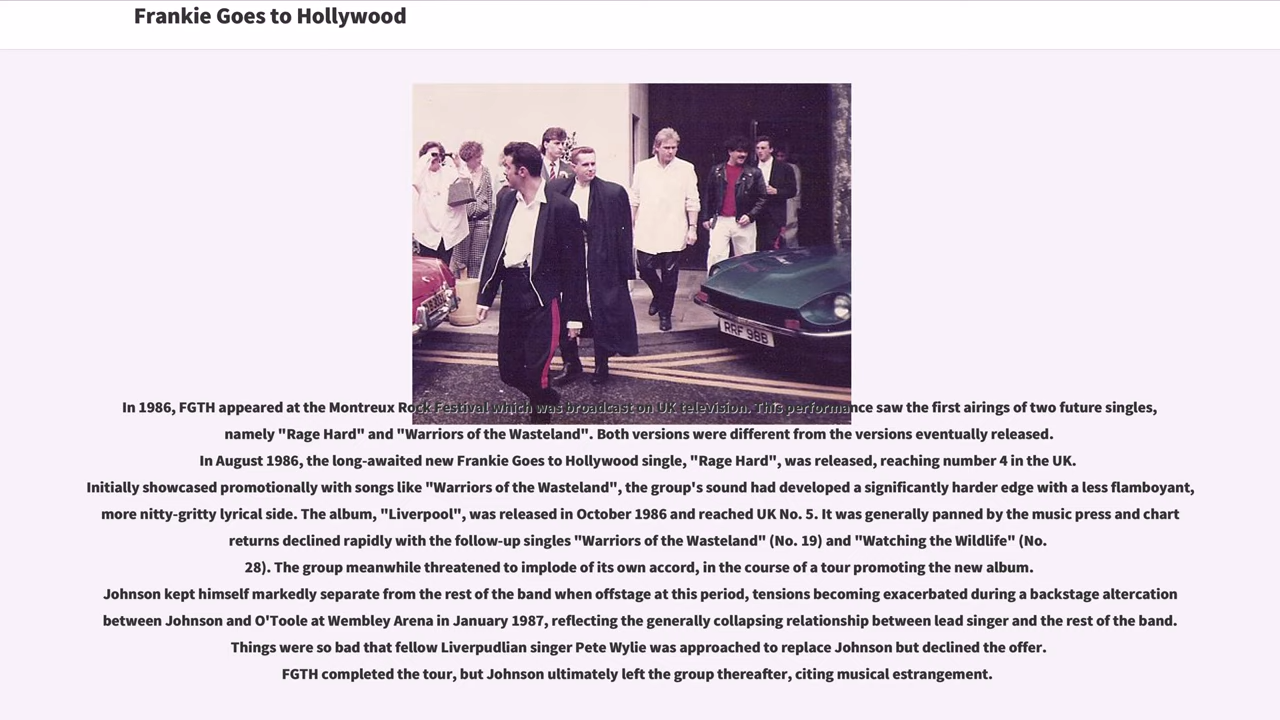 Frankie Goes to Hollywood
RRF 98G
In 1986, FGTH appeared at the Montreux Rock Festival which was broadcast on UK television. This performance saw the first airings of two future singles,
namely "Rage Hard" and "Warriors of the Wasteland". Both versions were different from the versions eventually released.
In August 1986, the long-awaited new Frankie Goes to Hollywood single, "Rage Hard", was released, reaching number 4 in the UK.
Initially showcased promotionally with songs like "Warriors of the Wasteland", the group's sound had developed a significantly harder edge with a less flamboyant,
more nitty-gritty lyrical side. The album, "Liverpool", was released in October 1986 and reached UK No. 5. It was generally panned by the music press and chart
returns declined rapidly with the follow-up singles "Warriors of the Wasteland" (No. 19) and "Watching the Wildlife" (No.
28). The group meanwhile threatened to implode of its own accord, in the course of a tour promoting the new album.
Johnson kept himself markedly separate from the rest of the band when offstage at this period, tensions becoming exacerbated during a backstage altercation
between Johnson and O'Toole at Wembley Arena in January 1987, reflecting the generally collapsing relationship between lead singer and the rest of the band.
Things were so bad that fellow Liverpudlian singer Pete Wylie was approached to replace Johnson but declined the offer.
FGTH completed the tour, but Johnson ultimately left the group thereafter, citing musical estrangement.